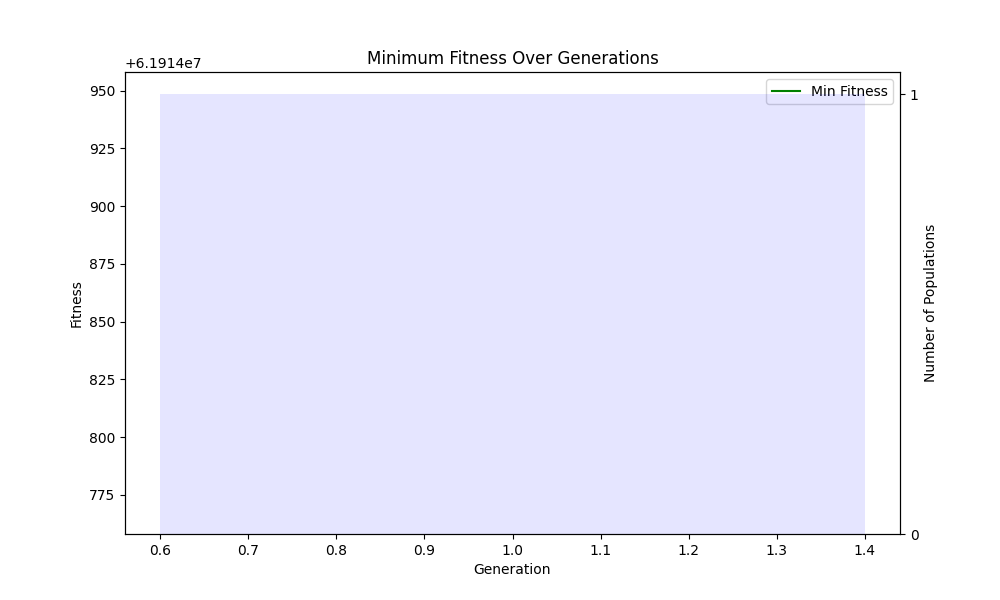 Minimum Fitness Over Generations
+6.1914e7
Min Fitness
950
925
900
875
850
825
800
775
Fitness
1
0
Number of Populations
0.6 0.7 0.8 0.9 1.0 1.1 1.2 1.3 1.4
Generation